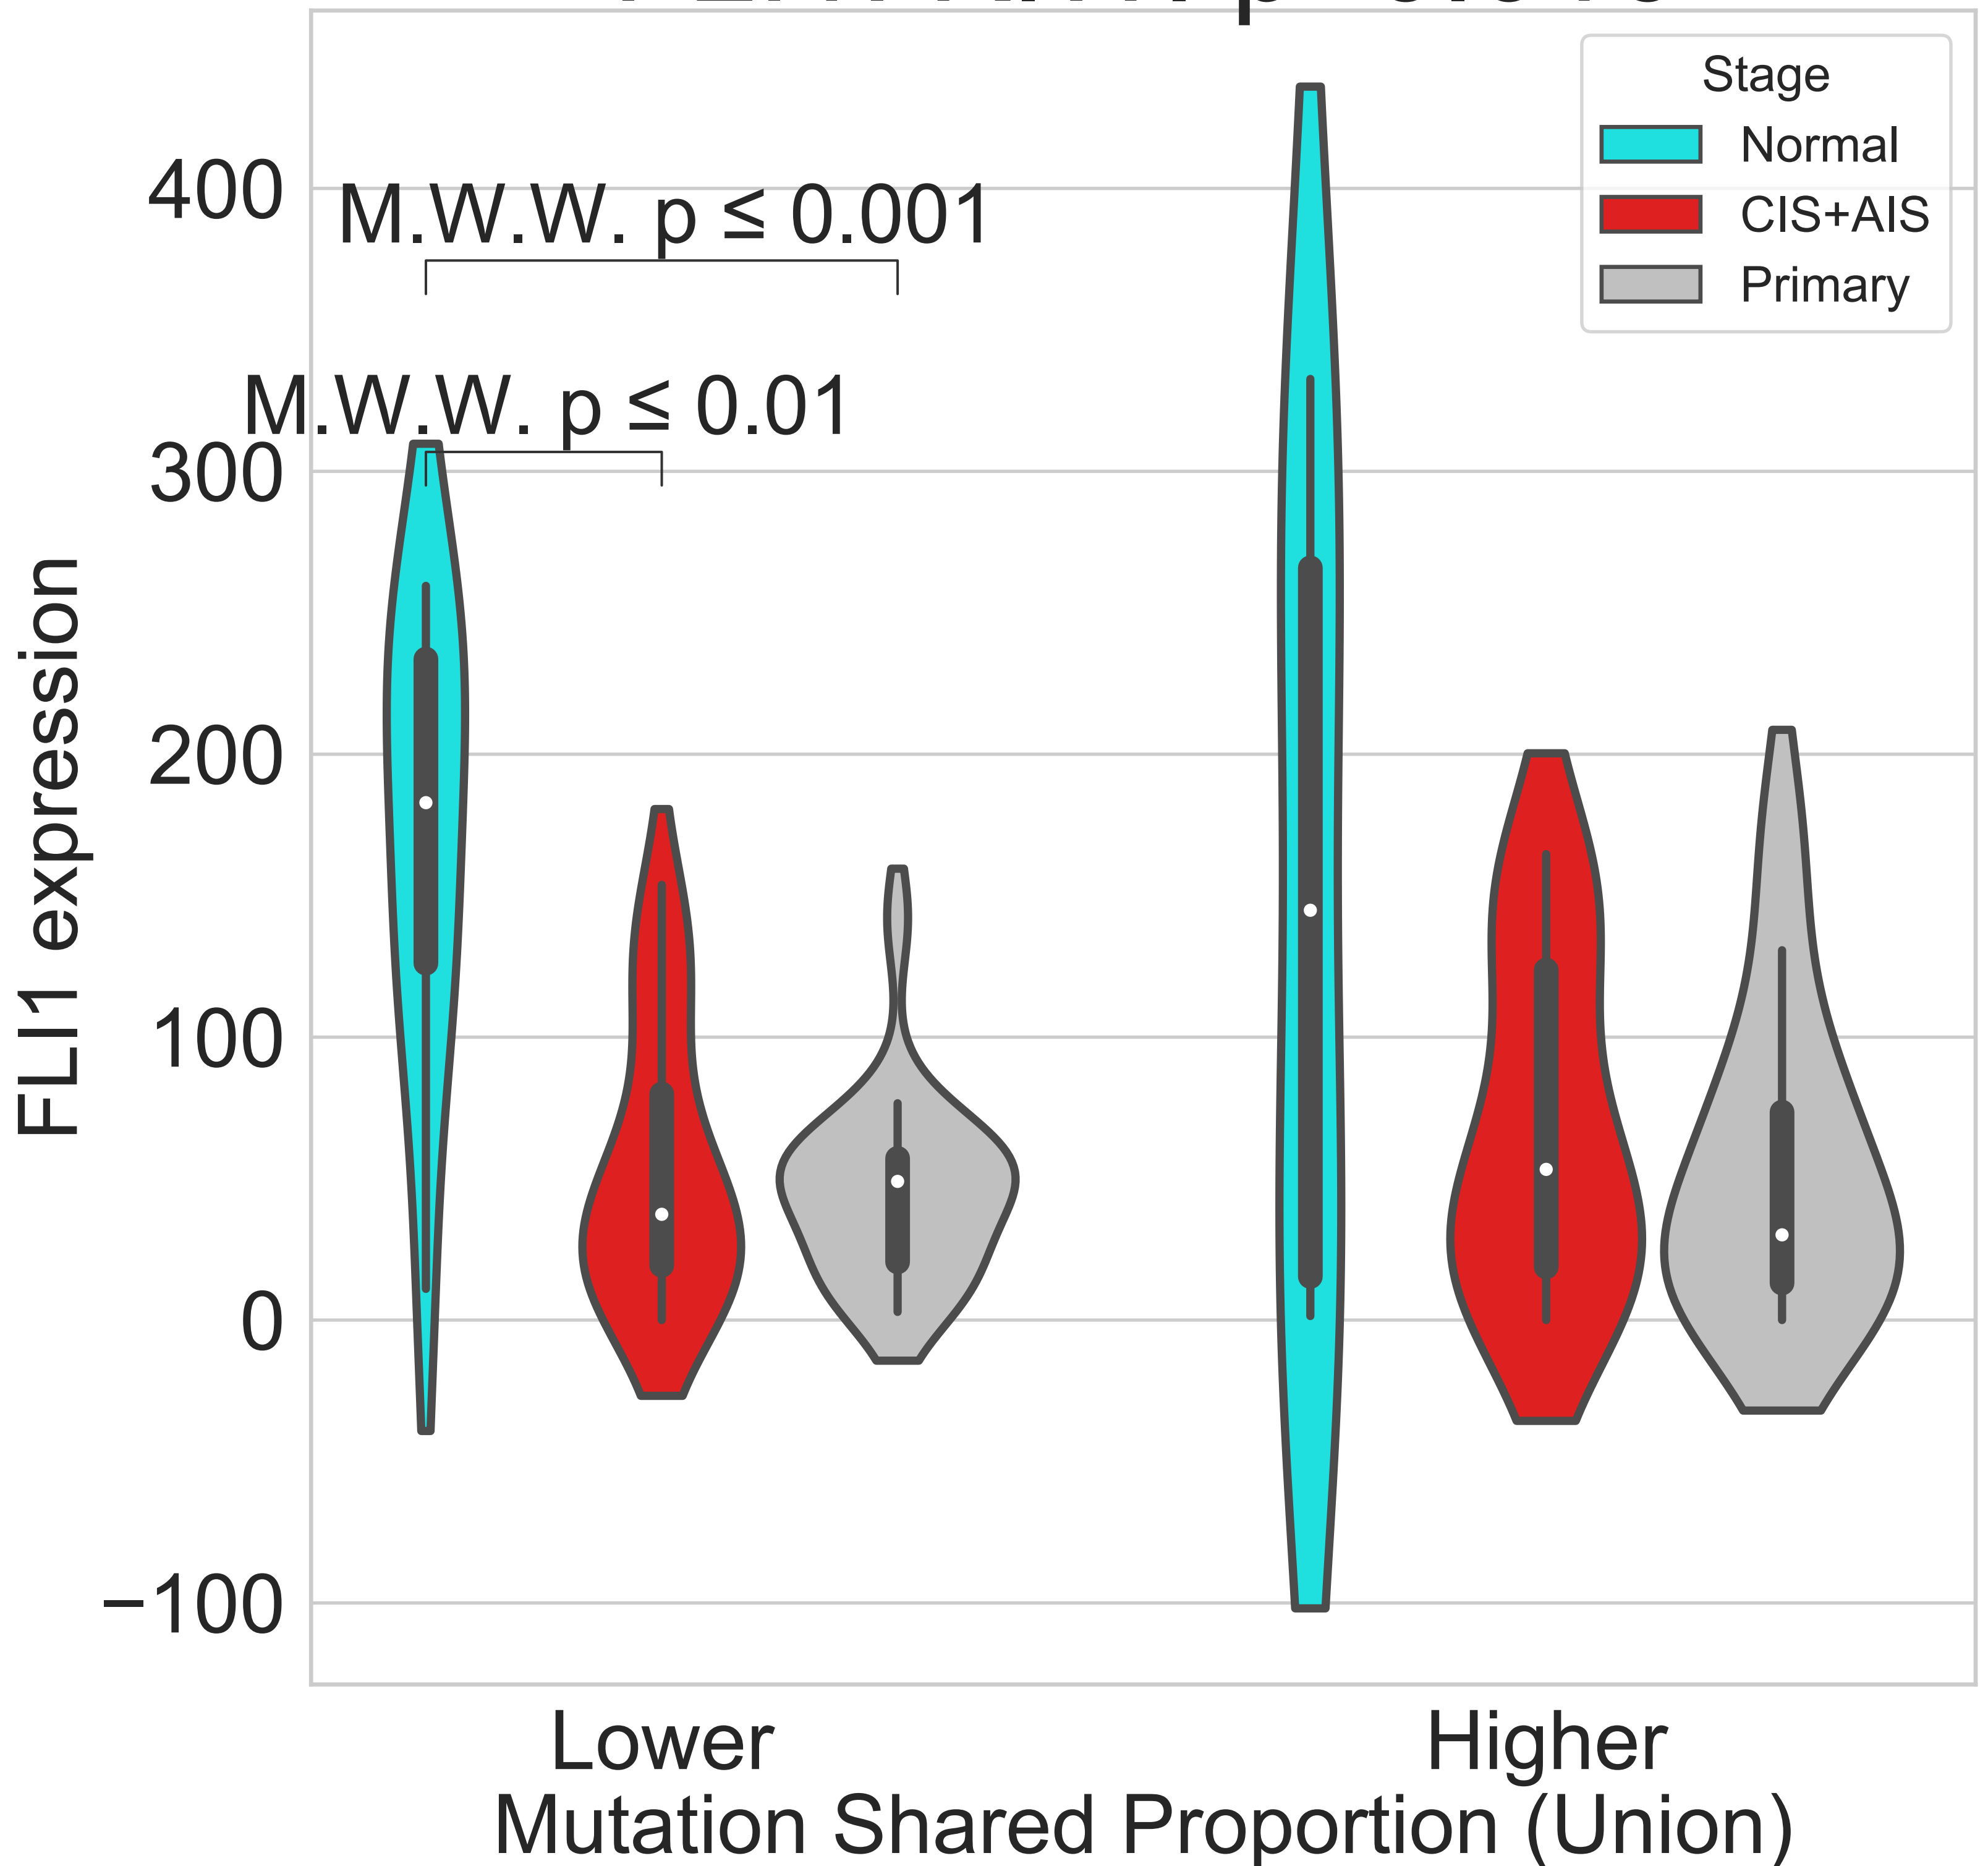 Stage
Normal
CIS+AIS
Primary
M.W.W. p ≤ 0.001
M.W.W. p ≤ 0.01
400
300
200
100
0
−100
FLI1 expression
Lower
Higher
Mutation Shared Proportion (Union)